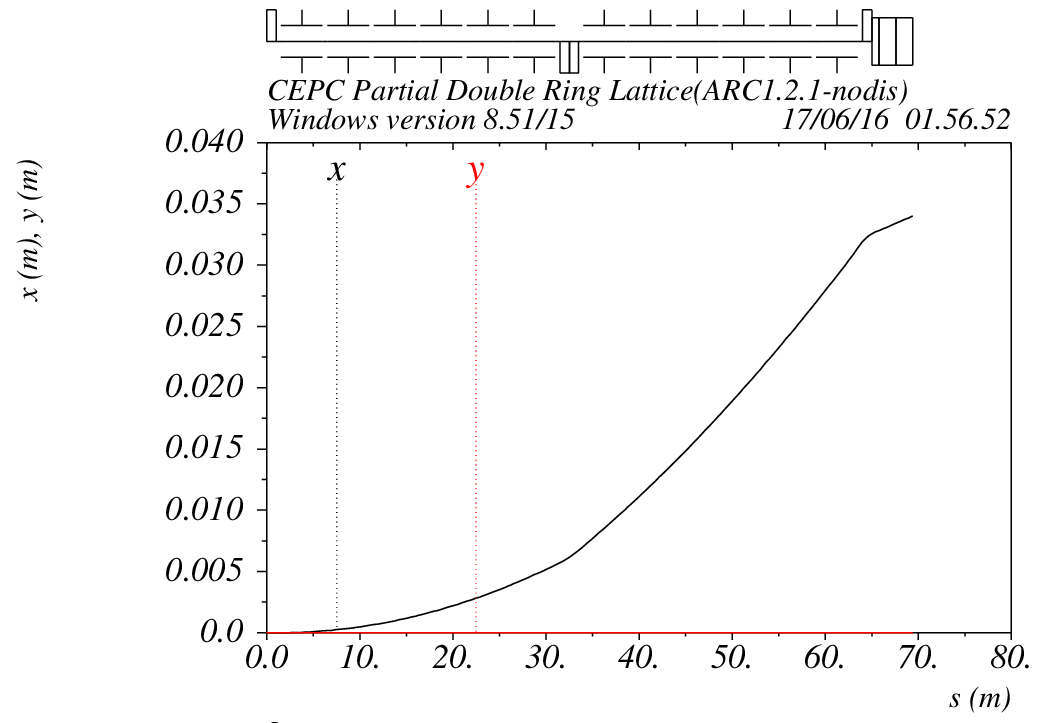 CEPC Partial Double Ring Lattice(ARC1.2.1-nodis)
Windows version 8.51/15 17/06/16 01.56.52
x (m), y (m)
0.040
0.035
0.030
0.025
0.020
0.015
0.010
0.005
0.0
x y
0.0 10. 20. 30. 40. 50. 60. 70. 80.
s (m)